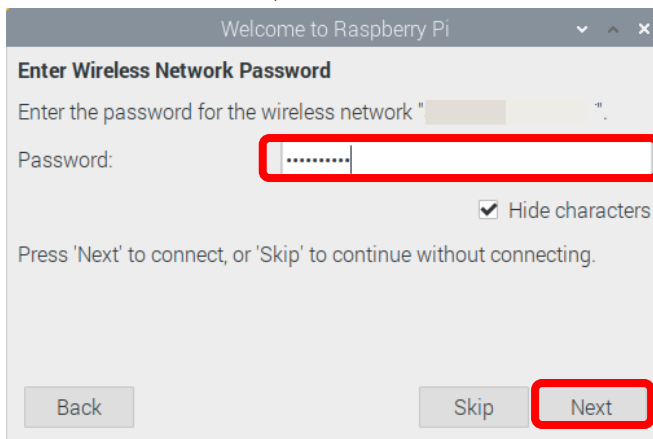 Welcome to Raspberry Pi
Enter Wireless Network Password
Enter the password for the wireless network " ".
Password: ••••••••••
Hide characters
Press 'Next' to connect, or 'Skip' to continue without connecting.
Back Skip Next